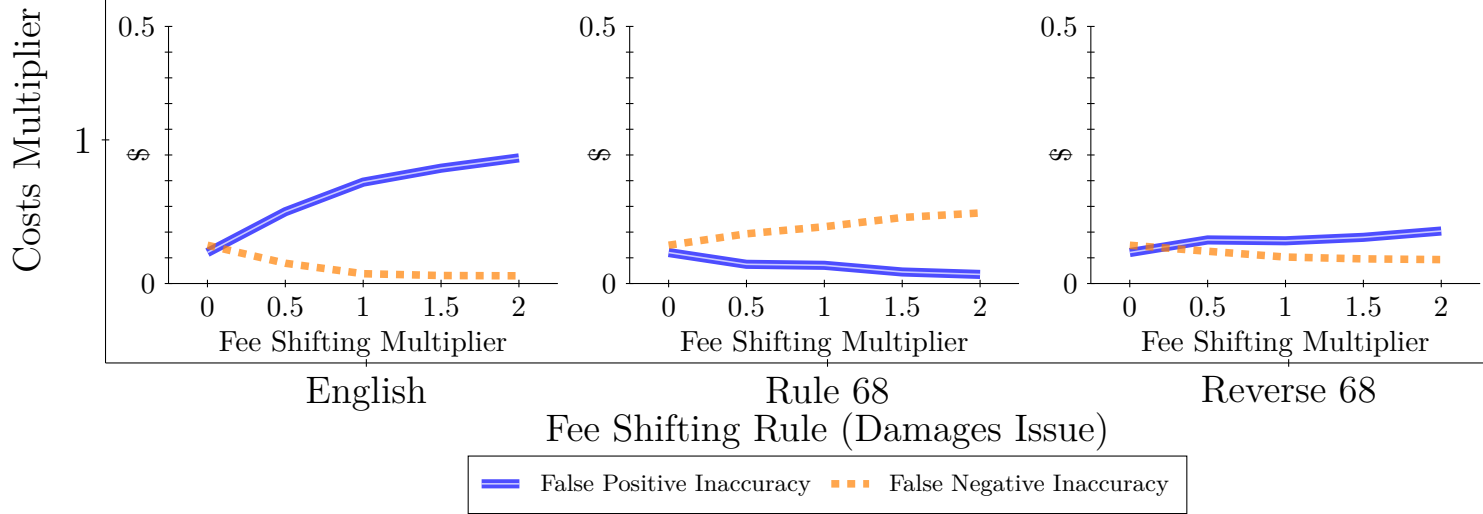 Costs Multiplier
1
0.5
$
0
0 0.5 1 1.5 2
Fee Shifting Multiplier
0.5
$
0
0 0.5 1 1.5 2
Fee Shifting Multiplier
0.5
$
0
0 0.5 1 1.5 2
Fee Shifting Multiplier
English Rule 68 Reverse 68
Fee Shifting Rule (Damages Issue)
False Positive Inaccuracy False Negative Inaccuracy